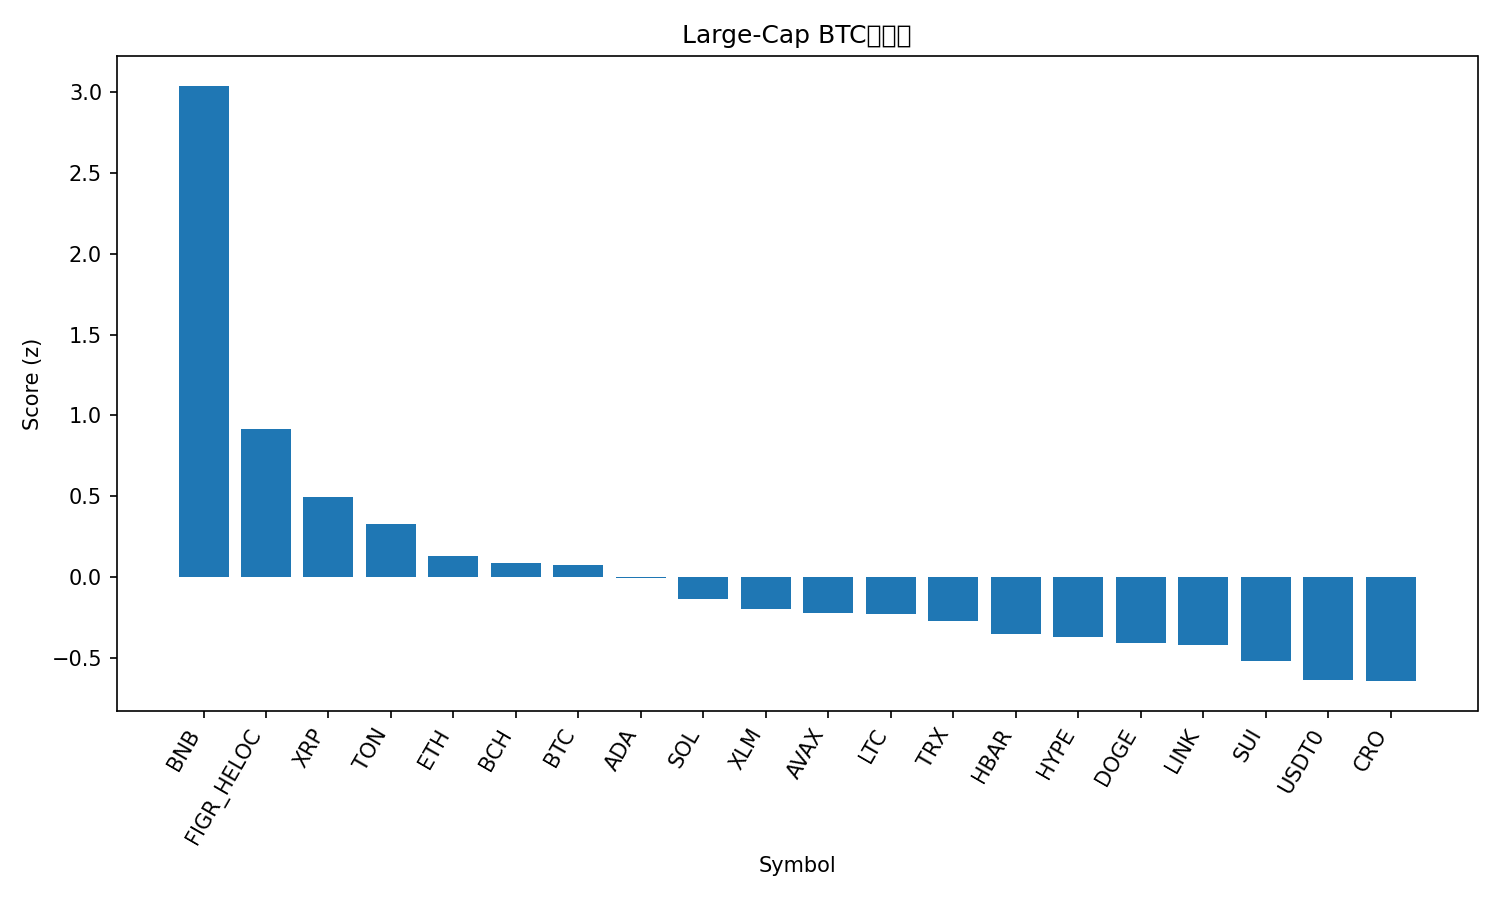 Large-Cap BTC
Score (z)
3.0
2.5
2.0
1.5
1.0
0.5
0.0
−0.5
BNB
FIGR_HELOC
XRP
TON
ETH
BCH
BTC
ADA
SOL
XLM
AVAX
LTC
TRX
HBAR
HYPE
DOGE
LINK
SUI
USDT0
CRO
Symbol